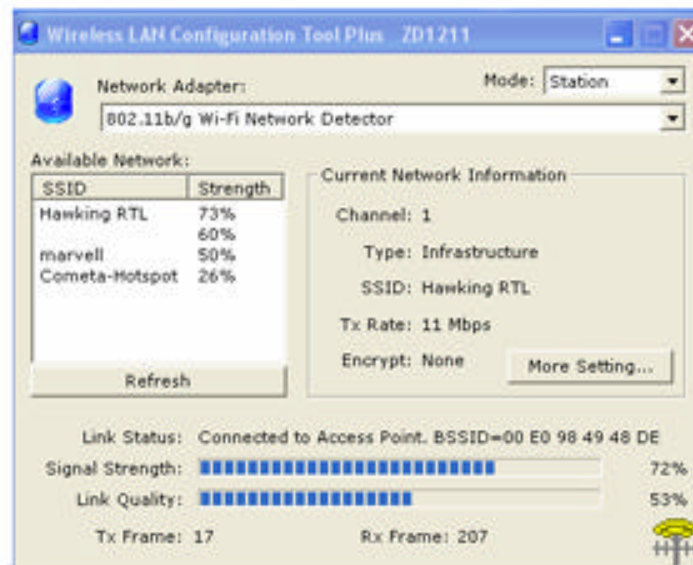 Wireless LAN Configuration Tool Plus ZD1211
Network Adapter:
Mode: Station
802.11b/g Wi-Fi Network Detector
Available Network:
SSID Strength
Hawking RTL 73%
60%
marvell 50%
Cometa-Hotspot 26%
Refresh
Current Network Information
Channel: 1
Type: Infrastructure
SSID: Hawking RTL
Tx Rate: 11 Mbps
Encrypt: None
More Setting...
Link Status: Connected to Access Point. BSSID=00 E0 98 49 48 DE
Signal Strength: 72%
Link Quality: 53%
Tx Frame: 17 Rx Frame: 207